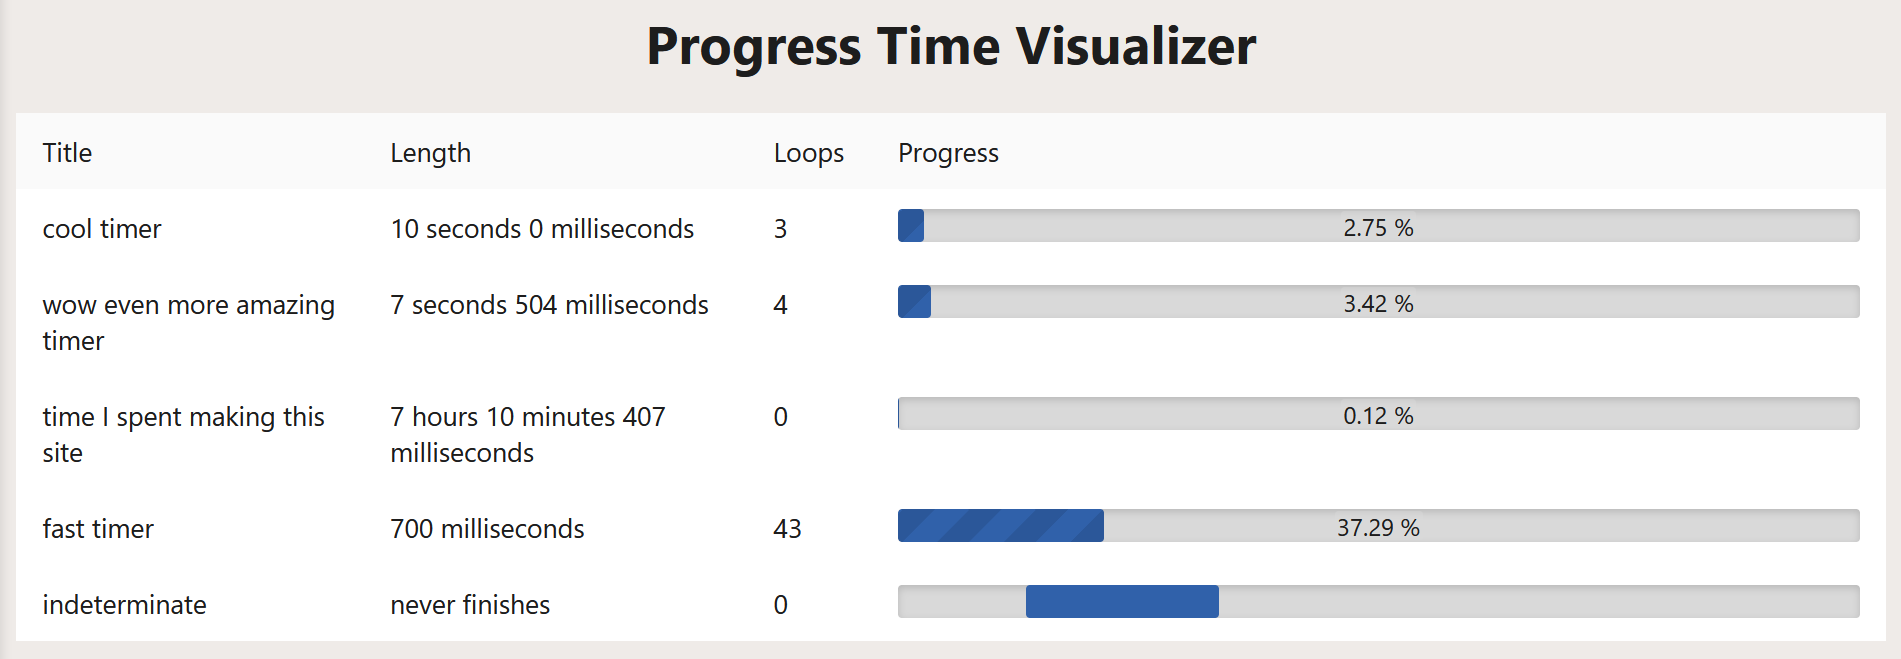 Progress Time Visualizer
Title Length Loops Progress
cool timer 10 seconds 0 milliseconds 3 2.75 %
wow even more amazing 7 seconds 504 milliseconds 4 3.42 %
timer
time I spent making this 7 hours 10 minutes 407 0 0.12 %
site milliseconds
fast timer 700 milliseconds 43 37.29 %
indeterminate never finishes 0